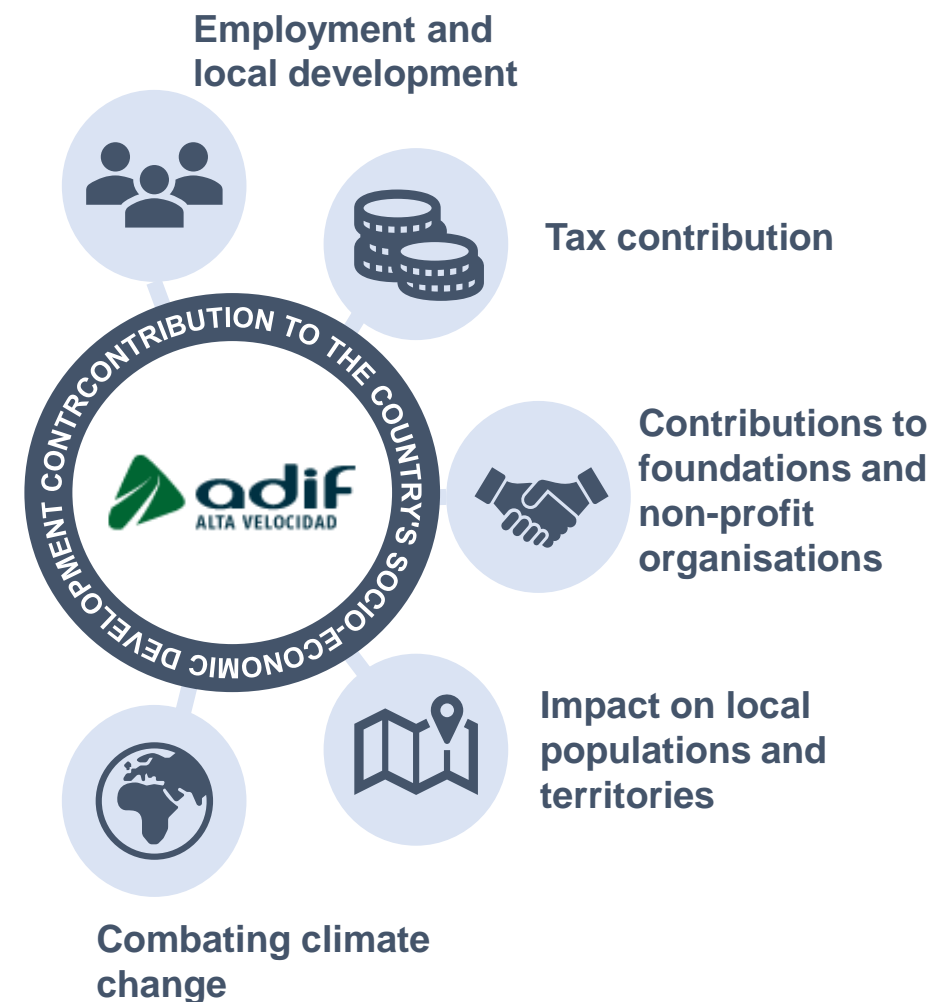 Employment and
local development
Tax contribution
CONTRCONTRIBUTION TO THE COUNTRY'S SOCIO-ECONOMIC DEVELOPMENT
adif
ALTA VELOCIDAD
Contributions to
foundations and
non-profit
organisations
Impact on local
populations and
territories
Combating climate
change